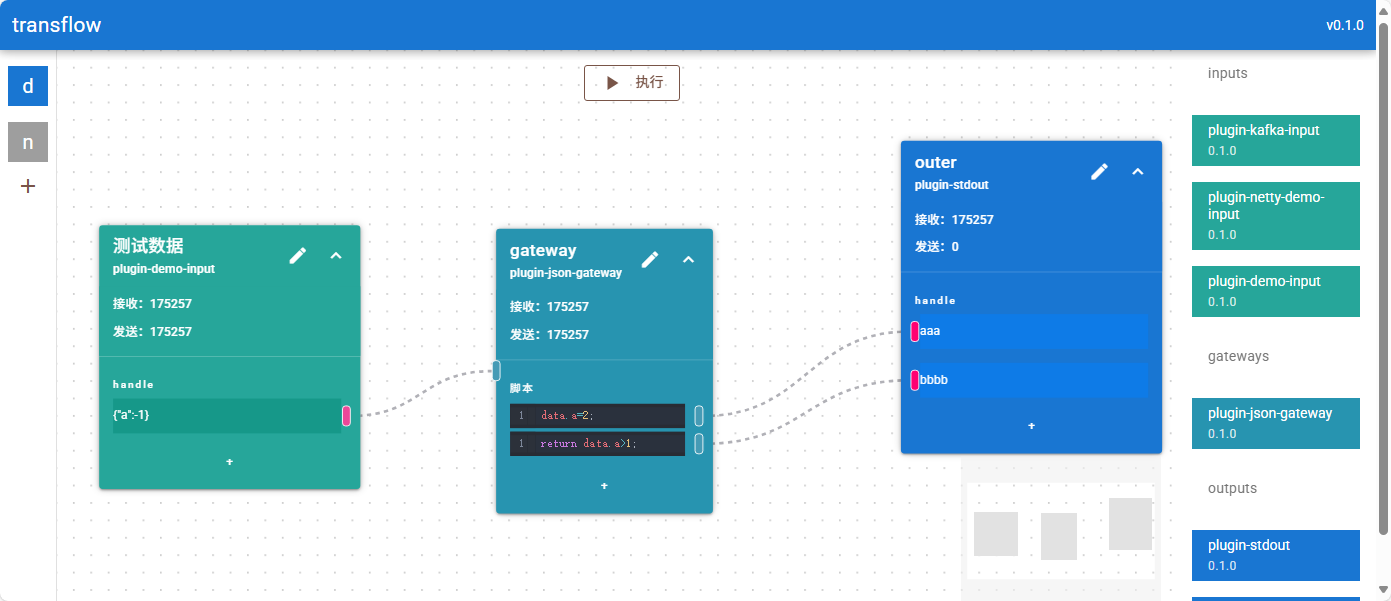 transflow
v0.1.0
d
n
执行
测试数据
plugin-demo-input
接收：175257
发送：175257
handle
{"a":-1}
gateway
plugin-json-gateway
接收：175257
发送：175257
脚本
1 data.a=2;
1 return data.a>1;
outer
plugin-stdout
接收：175257
发送：0
handle
aaa
bbbb
inputs
plugin-kafka-input
0.1.0
plugin-netty-demo-
input
0.1.0
plugin-demo-input
0.1.0
gateways
plugin-json-gateway
0.1.0
outputs
plugin-stdout
0.1.0